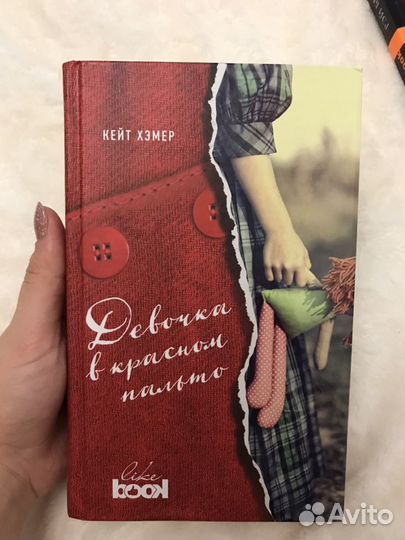 КЕЙТ ХЭМЕР
Девочка
в красном
пальто
like
book
Avito